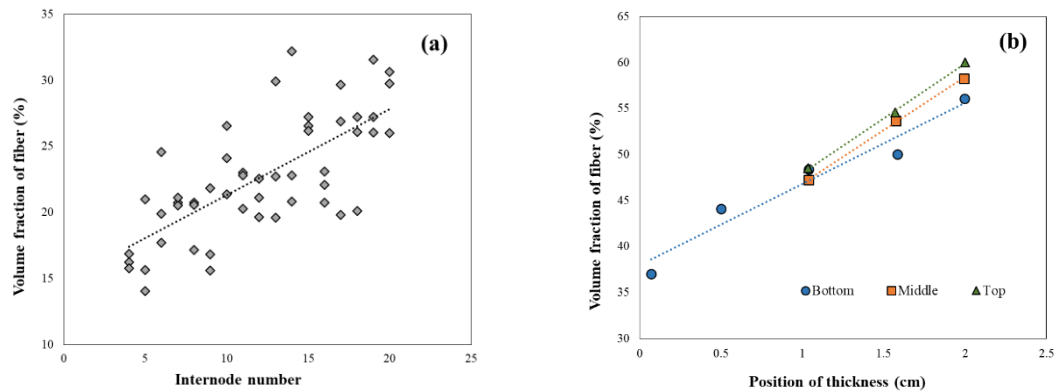 (a)
Volume fraction of fiber (%)
35
30
25
20
15
10
0
5
10
15
20
25
Internode number
(b)
Volume fraction of fiber (%)
65
60
55
50
45
40
35
30
Bottom
Middle
Top
0
0.5
1
1.5
2
2.5
Position of thickness (cm)